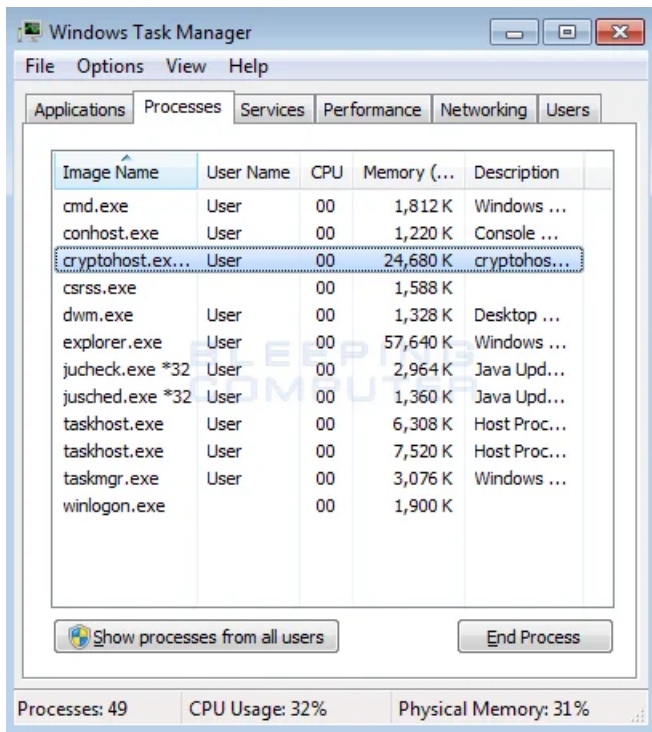 Windows Task Manager
File Options View Help
Applications Processes Services Performance Networking Users
Image Name User Name CPU Memory (... Description
cmd.exe User 00 1,812 K Windows ...
conhost.exe User 00 1,220 K Console ...
cryptohost.ex... User 00 24,680 K cryptohos...
csrss.exe 00 1,588 K
dwm.exe User 00 1,328 K Desktop ...
explorer.exe User 00 57,640 K Windows ...
BLEEPING
jucheck.exe *32 User 00 2,964 K Java Upd...
COMPUTER
jusched.exe *32 User 00 1,360 K Java Upd...
taskhost.exe User 00 6,308 K Host Proc...
taskhost.exe User 00 7,520 K Host Proc...
taskmgr.exe User 00 3,076 K Windows ...
winlogon.exe 00 1,900 K
Show processes from all users End Process
Processes: 49 CPU Usage: 32% Physical Memory: 31%